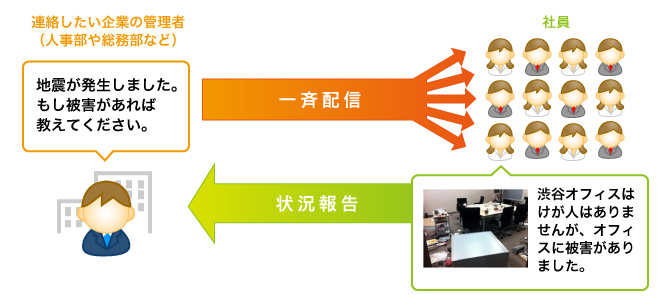 連絡したい企業の管理者
（人事部や総務部など）
地震が発生しました。
もし被害があれば
教えてください。
一斉配信
社員
状況報告
渋谷オフィスは
けが人はありま
せんが、オフィ
スに被害があり
ました。